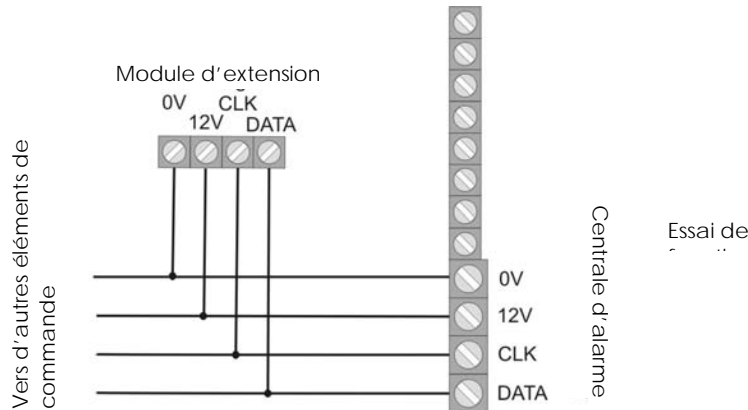 Module d'extension
0V
CLK
12V
DATA
Vers d'autres éléments de
commande
0V
12V
CLK
DATA
Centrale d'alarme
Essai de